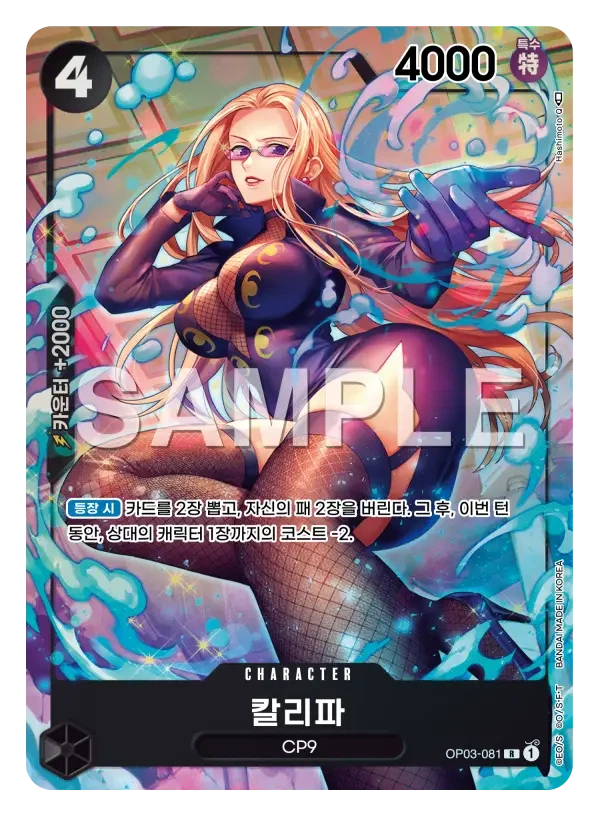 4
4000
특수
特
Hashimoto Q
카운터 +2000
SAMPLE
등장 시 카드를 2장 뽑고, 자신의 패 2장을 버린다. 그 후, 이번 턴
동안, 상대의 캐릭터 1장까지의 코스트 -2.
BANDAI MADE IN KOREA
©EO/S ©O/,S·F·T
CHARACTER
칼리파
CP9
OP03-081 R 1